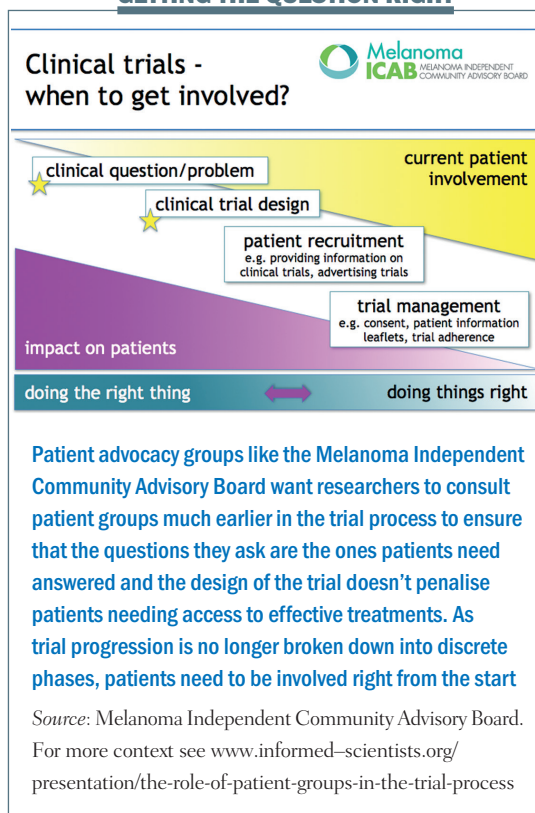 GETTING THE QUESTION RIGHT
Clinical trials -
when to get involved?
Melanoma
ICAB MELANOMA INDEPENDENT
COMMUNITY ADVISORY BOARD
current patient
involvement
clinical question/problem
clinical trial design
patient recruitment
e.g. providing information on
clinical trials, advertising trials
trial management
e.g. consent, patient information
leaflets, trial adherence
impact on patients
doing the right thing
doing things right
Patient advocacy groups like the Melanoma Independent
Community Advisory Board want researchers to consult
patient groups much earlier in the trial process to ensure
that the questions they ask are the ones patients need
answered and the design of the trial doesn’t penalise
patients needing access to effective treatments. As
trial progression is no longer broken down into discrete
phases, patients need to be involved right from the start
Source: Melanoma Independent Community Advisory Board.
For more context see www.informed–scientists.org/
presentation/the-role-of-patient-groups-in-the-trial-process